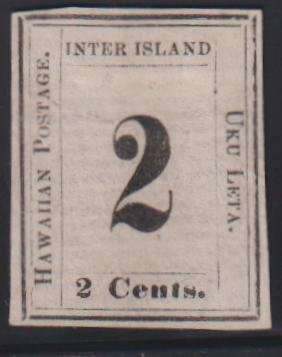 INTER ISLAND
HAWAIIAN POSTAGE.
2
UKU LETA.
2 Cents.